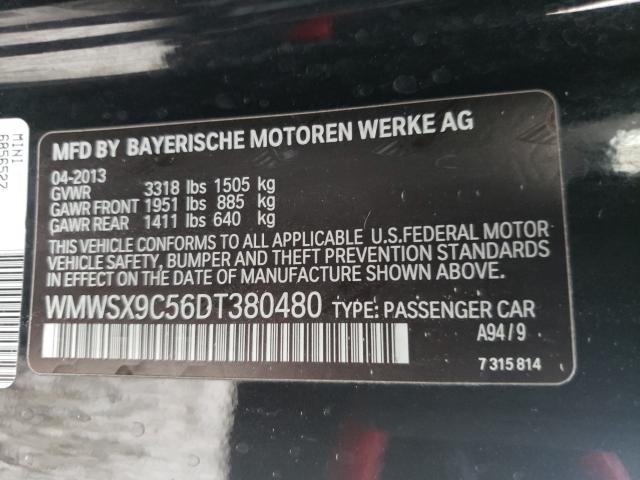 MFD BY BAYERISCHE MOTOREN WERKE AG
04-2013
GVWR 3318 lbs 1505 kg
GAWR FRONT 1951 lbs 885 kg
GAWR REAR 1411 lbs 640 kg
THIS VEHICLE CONFORMS TO ALL APPLICABLE U.S.FEDERAL MOTOR
VEHICLE SAFETY, BUMPER AND THEFT PREVENTION STANDARDS
IN EFFECT ON THE DATE OF MANUFACTURE SHOWN ABOVE.
WMWSX9C56DT380480 TYPE: PASSENGER CAR
A94/9
7 315 814
MINI
6856527